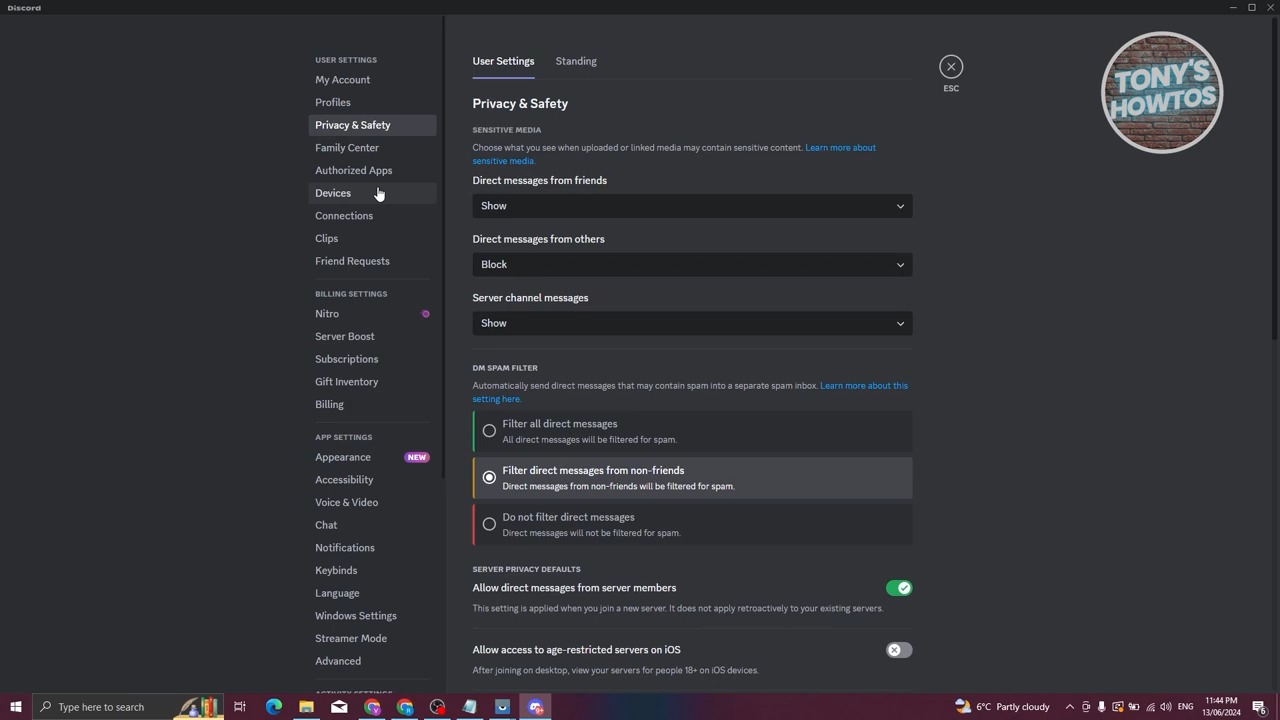 Discord
USER SETTINGS
My Account
Profiles
Privacy & Safety
Family Center
Authorized Apps
Devices
Connections
Clips
Friend Requests
BILLING SETTINGS
Nitro
Server Boost
Subscriptions
Gift Inventory
Billing
APP SETTINGS
Appearance NEW
Accessibility
Voice & Video
Chat
Notifications
Keybinds
Language
Windows Settings
Streamer Mode
Advanced
ACTIVITY SETTINGS
User Settings Standing
Privacy & Safety
SENSITIVE MEDIA
Choose what you see when uploaded or linked media may contain sensitive content. Learn more about
sensitive media.
Direct messages from friends
Show
Direct messages from others
Block
Server channel messages
Show
DM SPAM FILTER
Automatically send direct messages that may contain spam into a separate spam inbox. Learn more about this
setting here.
Filter all direct messages
All direct messages will be filtered for spam.
Filter direct messages from non-friends
Direct messages from non-friends will be filtered for spam.
Do not filter direct messages
Direct messages will not be filtered for spam.
SERVER PRIVACY DEFAULTS
Allow direct messages from server members
This setting is applied when you join a new server. It does not apply retroactively to your existing servers.
Allow access to age-restricted servers on iOS
After joining on desktop, view your servers for people 18+ on iOS devices.
ESC
TONY'S
HOWTOS
Type here to search
6°C Partly cloudy
11:44 PM
13/06/2024
6